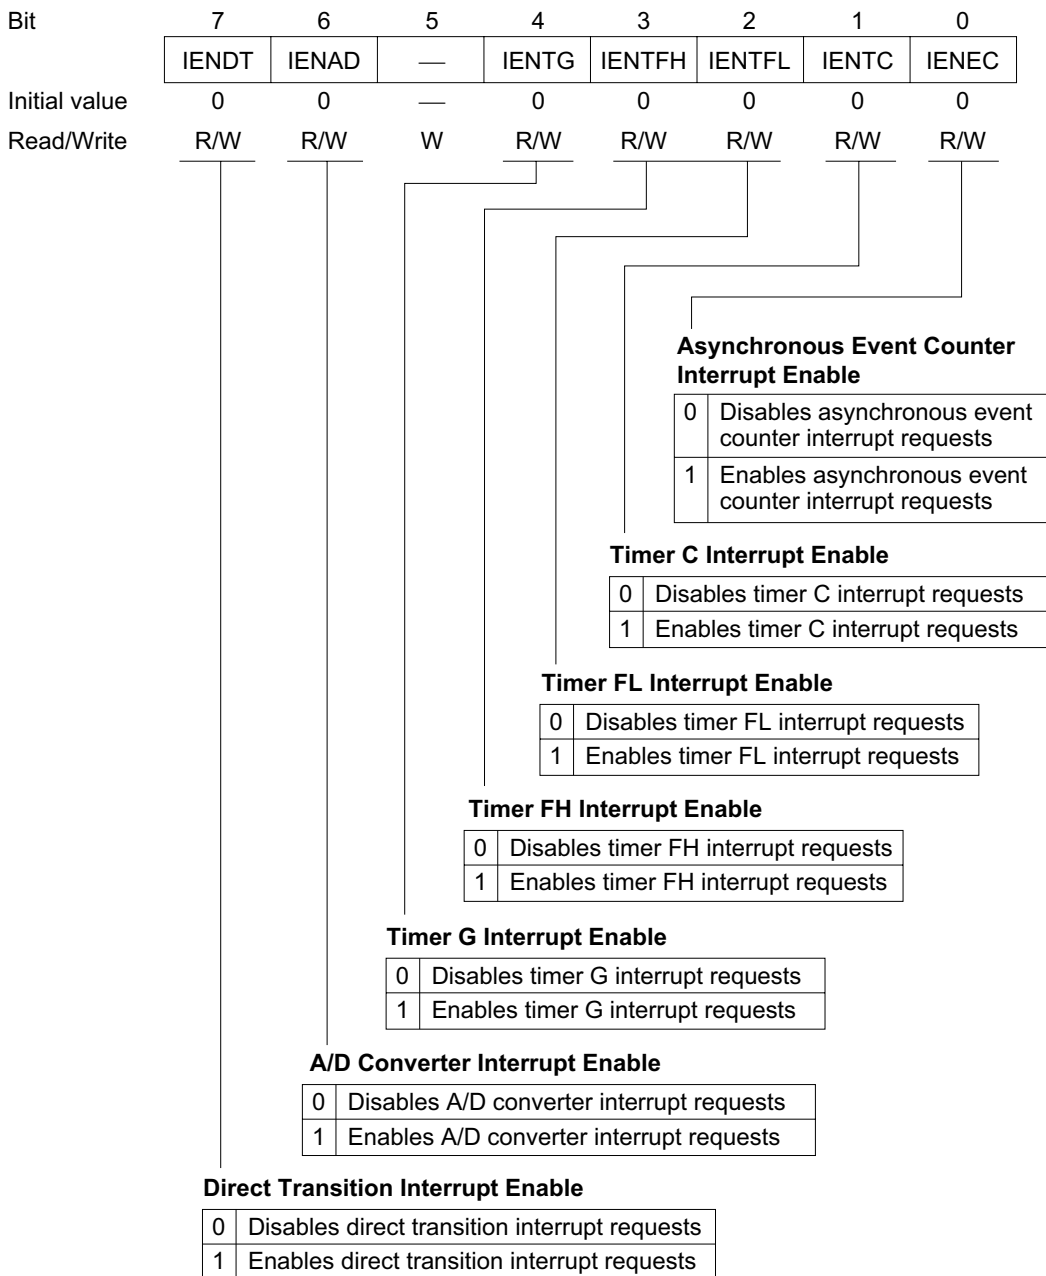 Bit 7 6 5 4 3 2 1 0
IENDT IENAD — IENTG IENTFH IENTFL IENTC IENEC
Initial value 0 0 — 0 0 0 0 0
Read/Write R/W R/W W R/W R/W R/W R/W R/W
Asynchronous Event Counter
Interrupt Enable
0 Disables asynchronous event
counter interrupt requests
1 Enables asynchronous event
counter interrupt requests
Timer C Interrupt Enable
0 Disables timer C interrupt requests
1 Enables timer C interrupt requests
Timer FL Interrupt Enable
0 Disables timer FL interrupt requests
1 Enables timer FL interrupt requests
Timer FH Interrupt Enable
0 Disables timer FH interrupt requests
1 Enables timer FH interrupt requests
Timer G Interrupt Enable
0 Disables timer G interrupt requests
1 Enables timer G interrupt requests
A/D Converter Interrupt Enable
0 Disables A/D converter interrupt requests
1 Enables A/D converter interrupt requests
Direct Transition Interrupt Enable
0 Disables direct transition interrupt requests
1 Enables direct transition interrupt requests